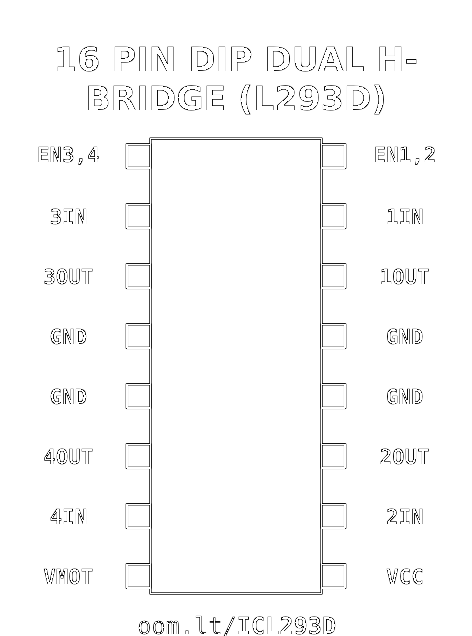 16 PIN DIP DUAL H-
BRIDGE (L293D)
EN3,4 EN1,2
3IN 1IN
3OUT 1OUT
GND GND
GND GND
4OUT 2OUT
4IN 2IN
VMOT VCC
oom.lt/ICL293D